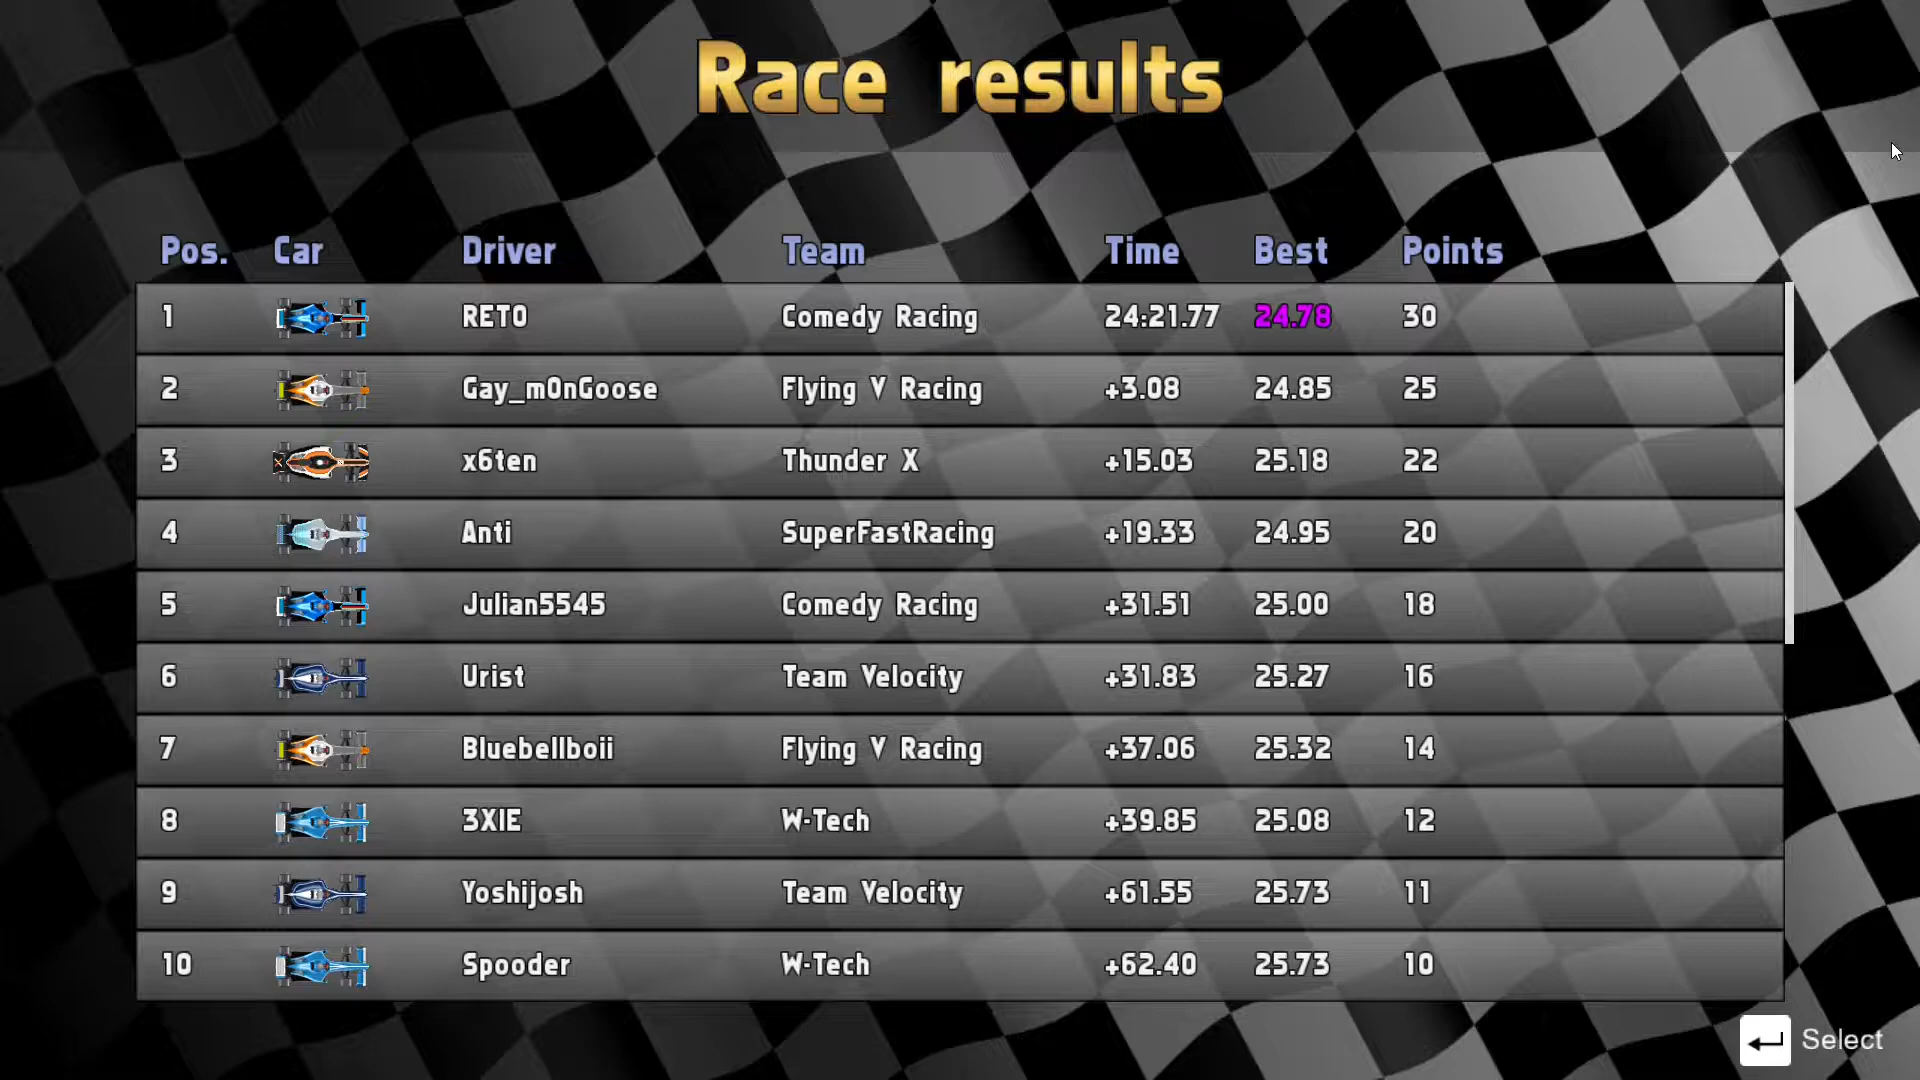 Race results
Pos. Car Driver Team Time Best Points
1 RETO Comedy Racing 24:21.77 24.78 30
2 Gay_m0nGoose Flying V Racing +3.08 24.85 25
3 x6ten Thunder X +15.03 25.18 22
4 Anti SuperFastRacing +19.33 24.95 20
5 Julian5545 Comedy Racing +31.51 25.00 18
6 Urist Team Velocity +31.83 25.27 16
7 Bluebellboii Flying V Racing +37.06 25.32 14
8 3XIE W-Tech +39.85 25.08 12
9 Yoshijosh Team Velocity +61.55 25.73 11
10 Spooder W-Tech +62.40 25.73 10
Select